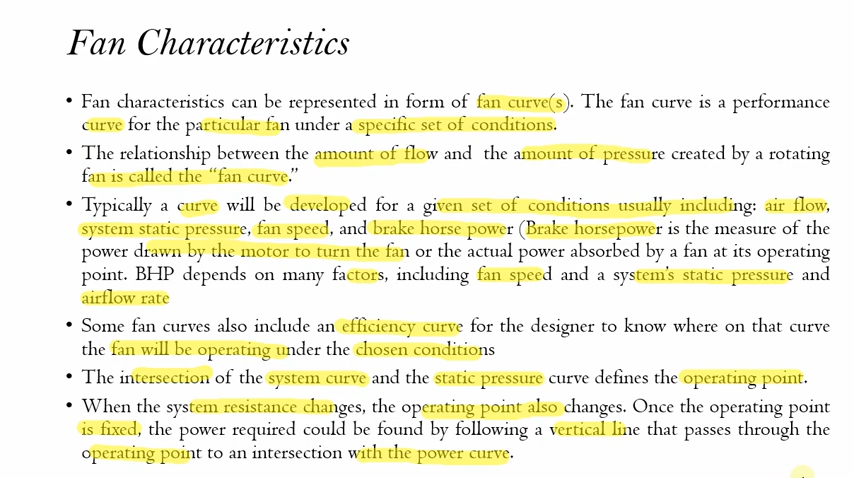 Fan Characteristics
• Fan characteristics can be represented in form of fan curve(s). The fan curve is a performance
curve for the particular fan under a specific set of conditions.
• The relationship between the amount of flow and the amount of pressure created by a rotating
fan is called the “fan curve.”
• Typically a curve will be developed for a given set of conditions usually including: air flow,
system static pressure, fan speed, and brake horse power (Brake horsepower is the measure of the
power drawn by the motor to turn the fan or the actual power absorbed by a fan at its operating
point. BHP depends on many factors, including fan speed and a system’s static pressure and
airflow rate
• Some fan curves also include an efficiency curve for the designer to know where on that curve
the fan will be operating under the chosen conditions
• The intersection of the system curve and the static pressure curve defines the operating point.
• When the system resistance changes, the operating point also changes. Once the operating point
is fixed, the power required could be found by following a vertical line that passes through the
operating point to an intersection with the power curve.